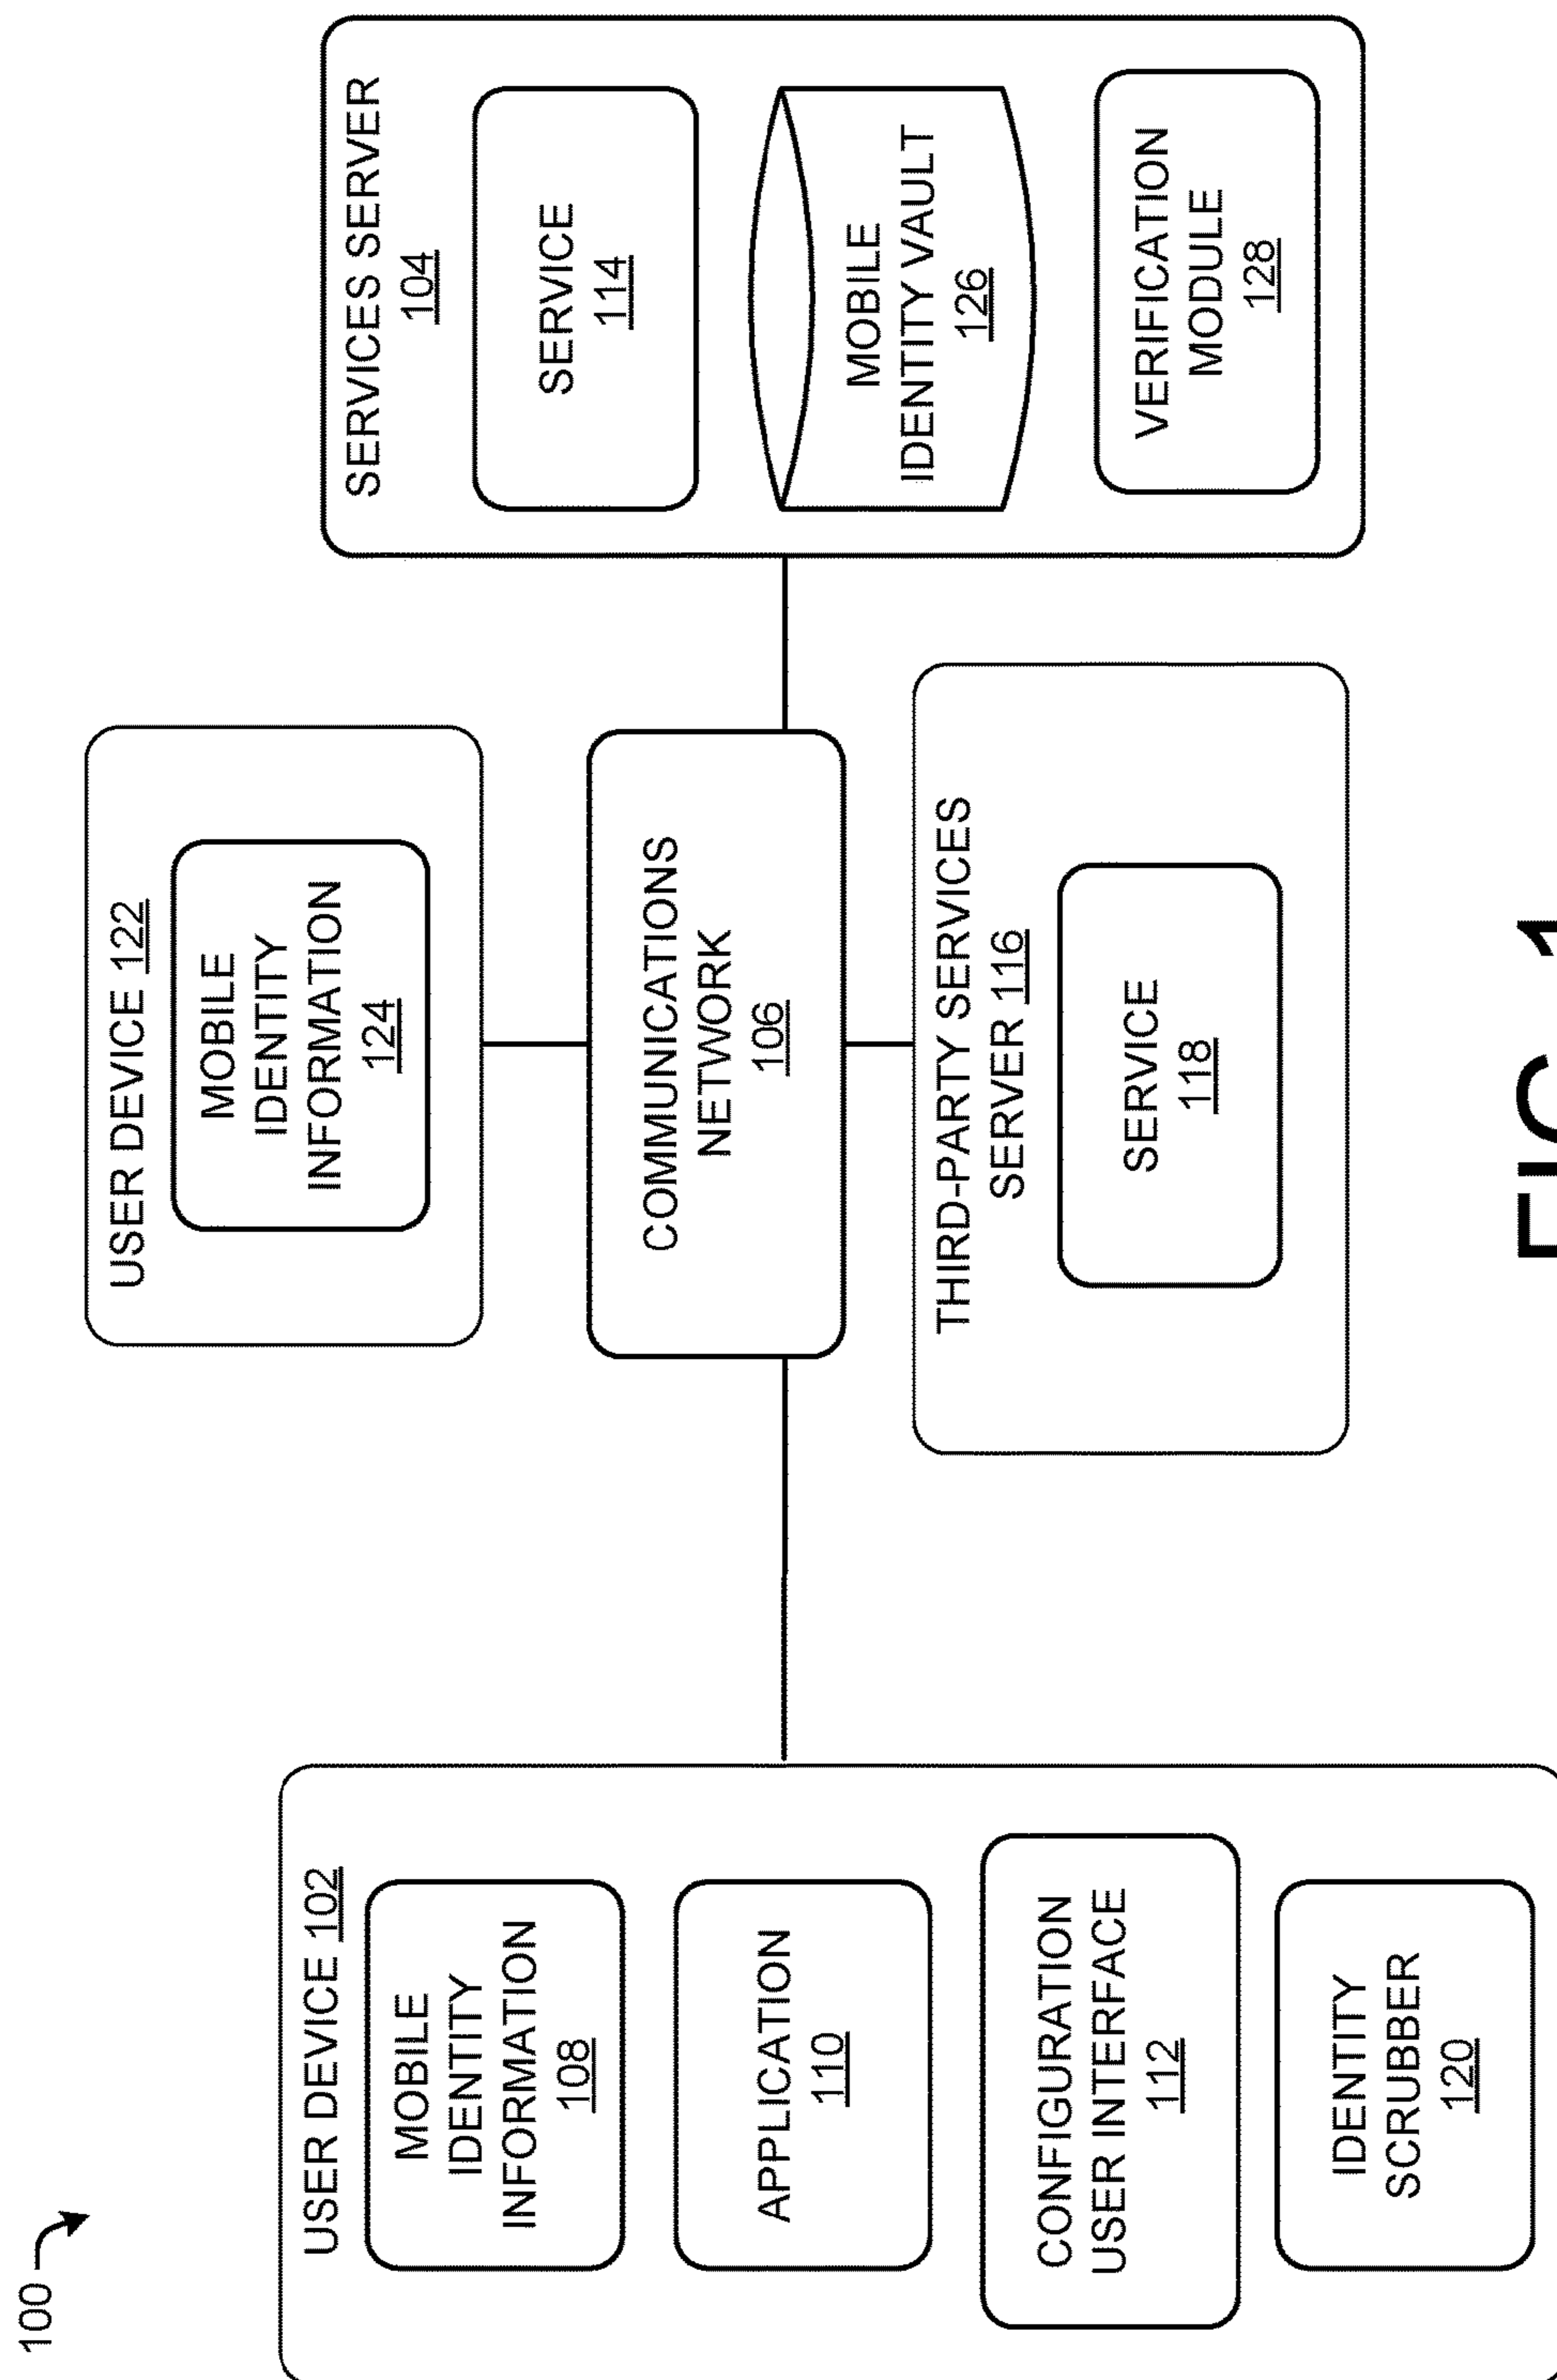 100
USER DEVICE 102
MOBILE
IDENTITY
INFORMATION
108
APPLICATION
110
CONFIGURATION
USER INTERFACE
112
IDENTITY
SCRUBBER
120
USER DEVICE 122
MOBILE
IDENTITY
INFORMATION
124
COMMUNICATIONS
NETWORK
106
THIRD-PARTY SERVICES
SERVER 116
SERVICE
118
SERVICES SERVER
104
SERVICE
114
MOBILE
IDENTITY VAULT
126
VERIFICATION
MODULE
128
FIG. 1